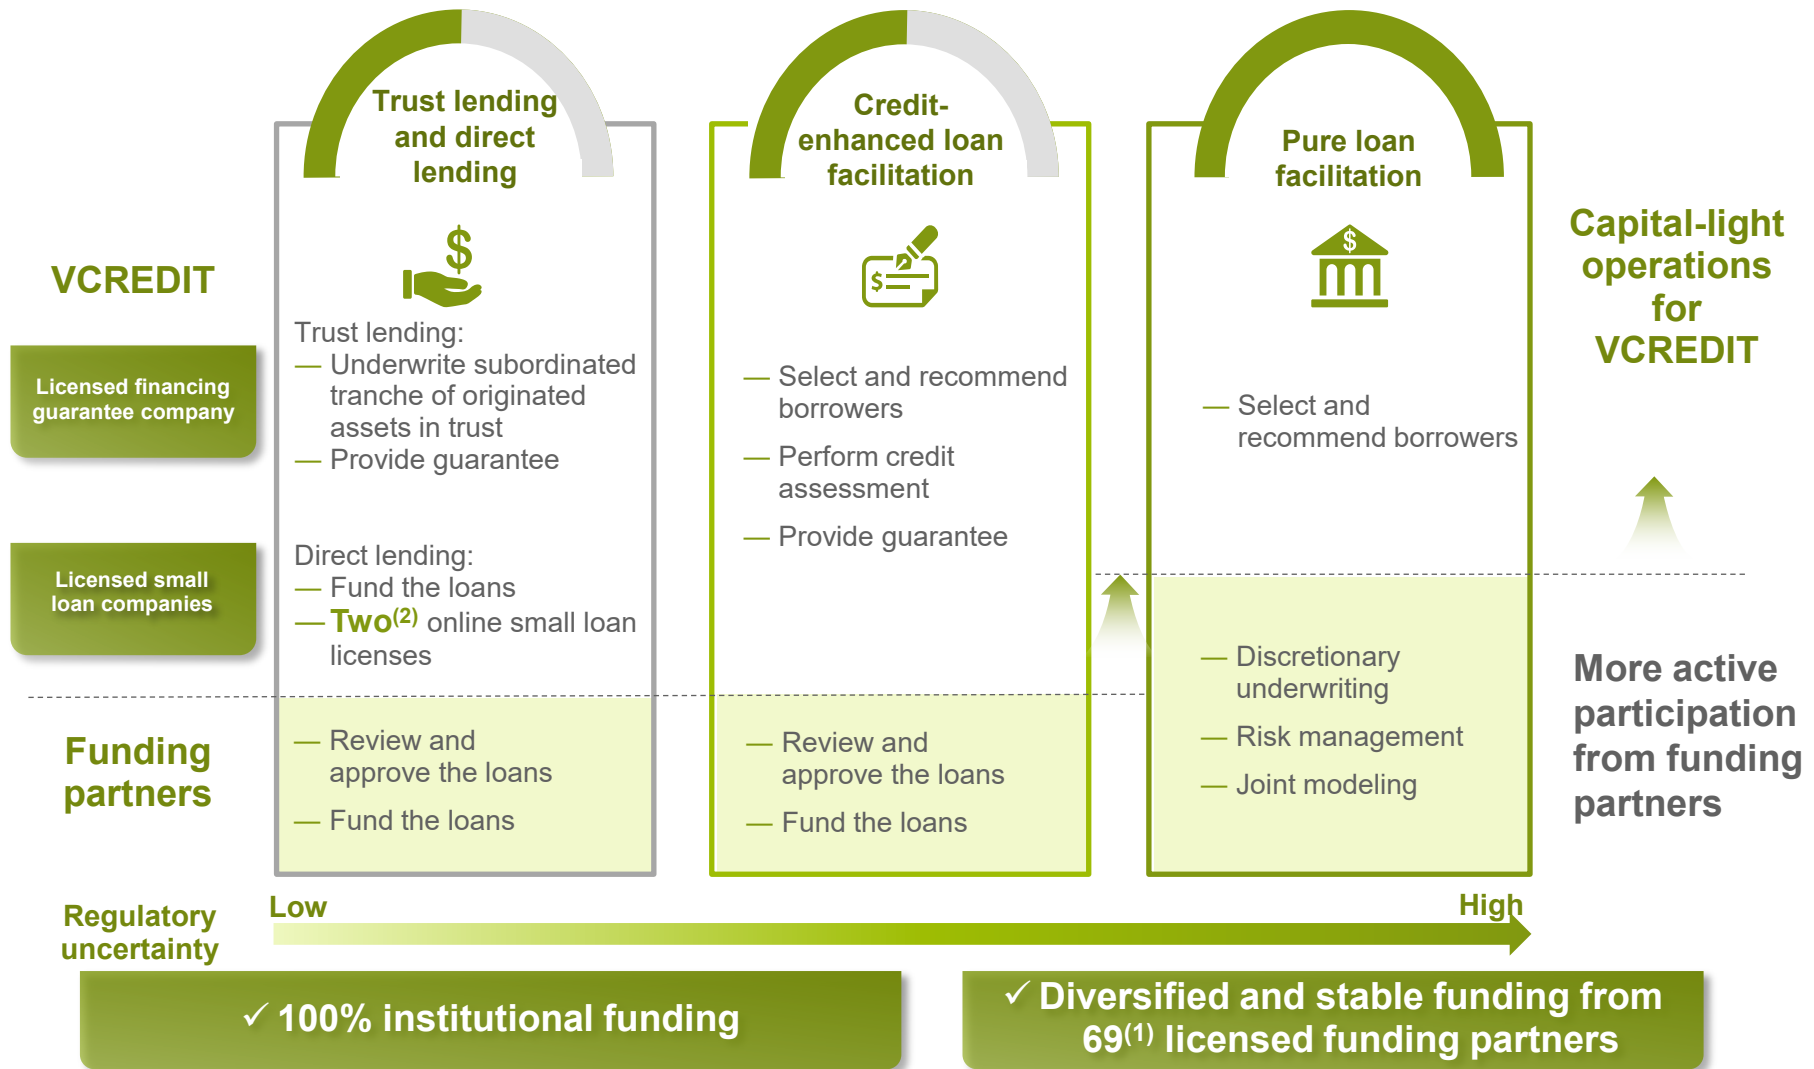 Trust lending
and direct
lending
Credit-
enhanced loan
facilitation
Pure loan
facilitation
VCREDIT
Licensed financing
guarantee company
Licensed small
loan companies
$
Trust lending:
— Underwrite subordinated
tranche of originated
assets in trust
— Provide guarantee
Direct lending:
— Fund the loans
— Two(2) online small loan
licenses
$
— Select and recommend
borrowers
— Perform credit
assessment
— Provide guarantee
$
— Select and
recommend borrowers
Capital-light
operations
for
VCREDIT
Funding
partners
— Review and
approve the loans
— Fund the loans
— Review and
approve the loans
— Fund the loans
— Discretionary
underwriting
— Risk management
— Joint modeling
More active
participation
from funding
partners
Regulatory
uncertainty
Low
High
✓ 100% institutional funding
✓ Diversified and stable funding from
69(1) licensed funding partners